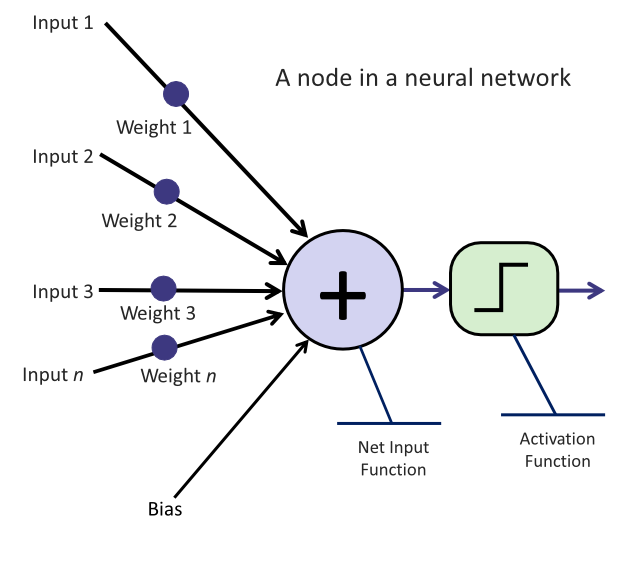 Input 1
A node in a neural network
Weight 1
Input 2
Weight 2
Input 3
Weight 3
Input n
Weight n
+
Bias
Net Input
Function
Activation
Function